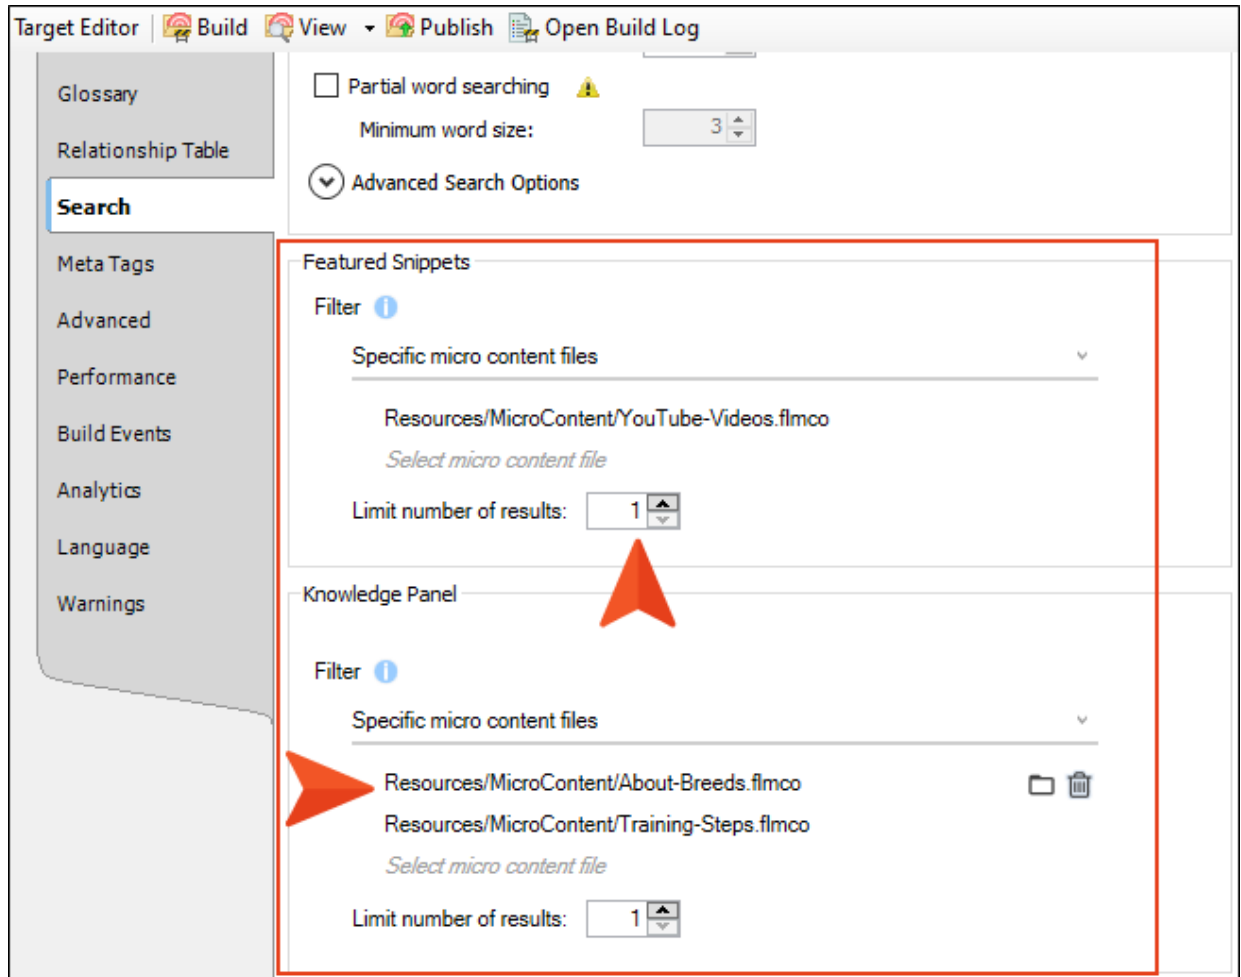 Target Editor Build View Publish Open Build Log
Glossary
Relationship Table
Search
Meta Tags
Advanced
Performance
Build Events
Analytics
Language
Warnings
Partial word searching
Minimum word size: 3
Advanced Search Options
Featured Snippets
Filter
Specific micro content files
Resources/MicroContent/YouTube-Videos.flmco
Select micro content file
Limit number of results: 1
Knowledge Panel
Filter
Specific micro content files
Resources/MicroContent/About-Breeds.flmco
Resources/MicroContent/Training-Steps.flmco
Select micro content file
Limit number of results: 1